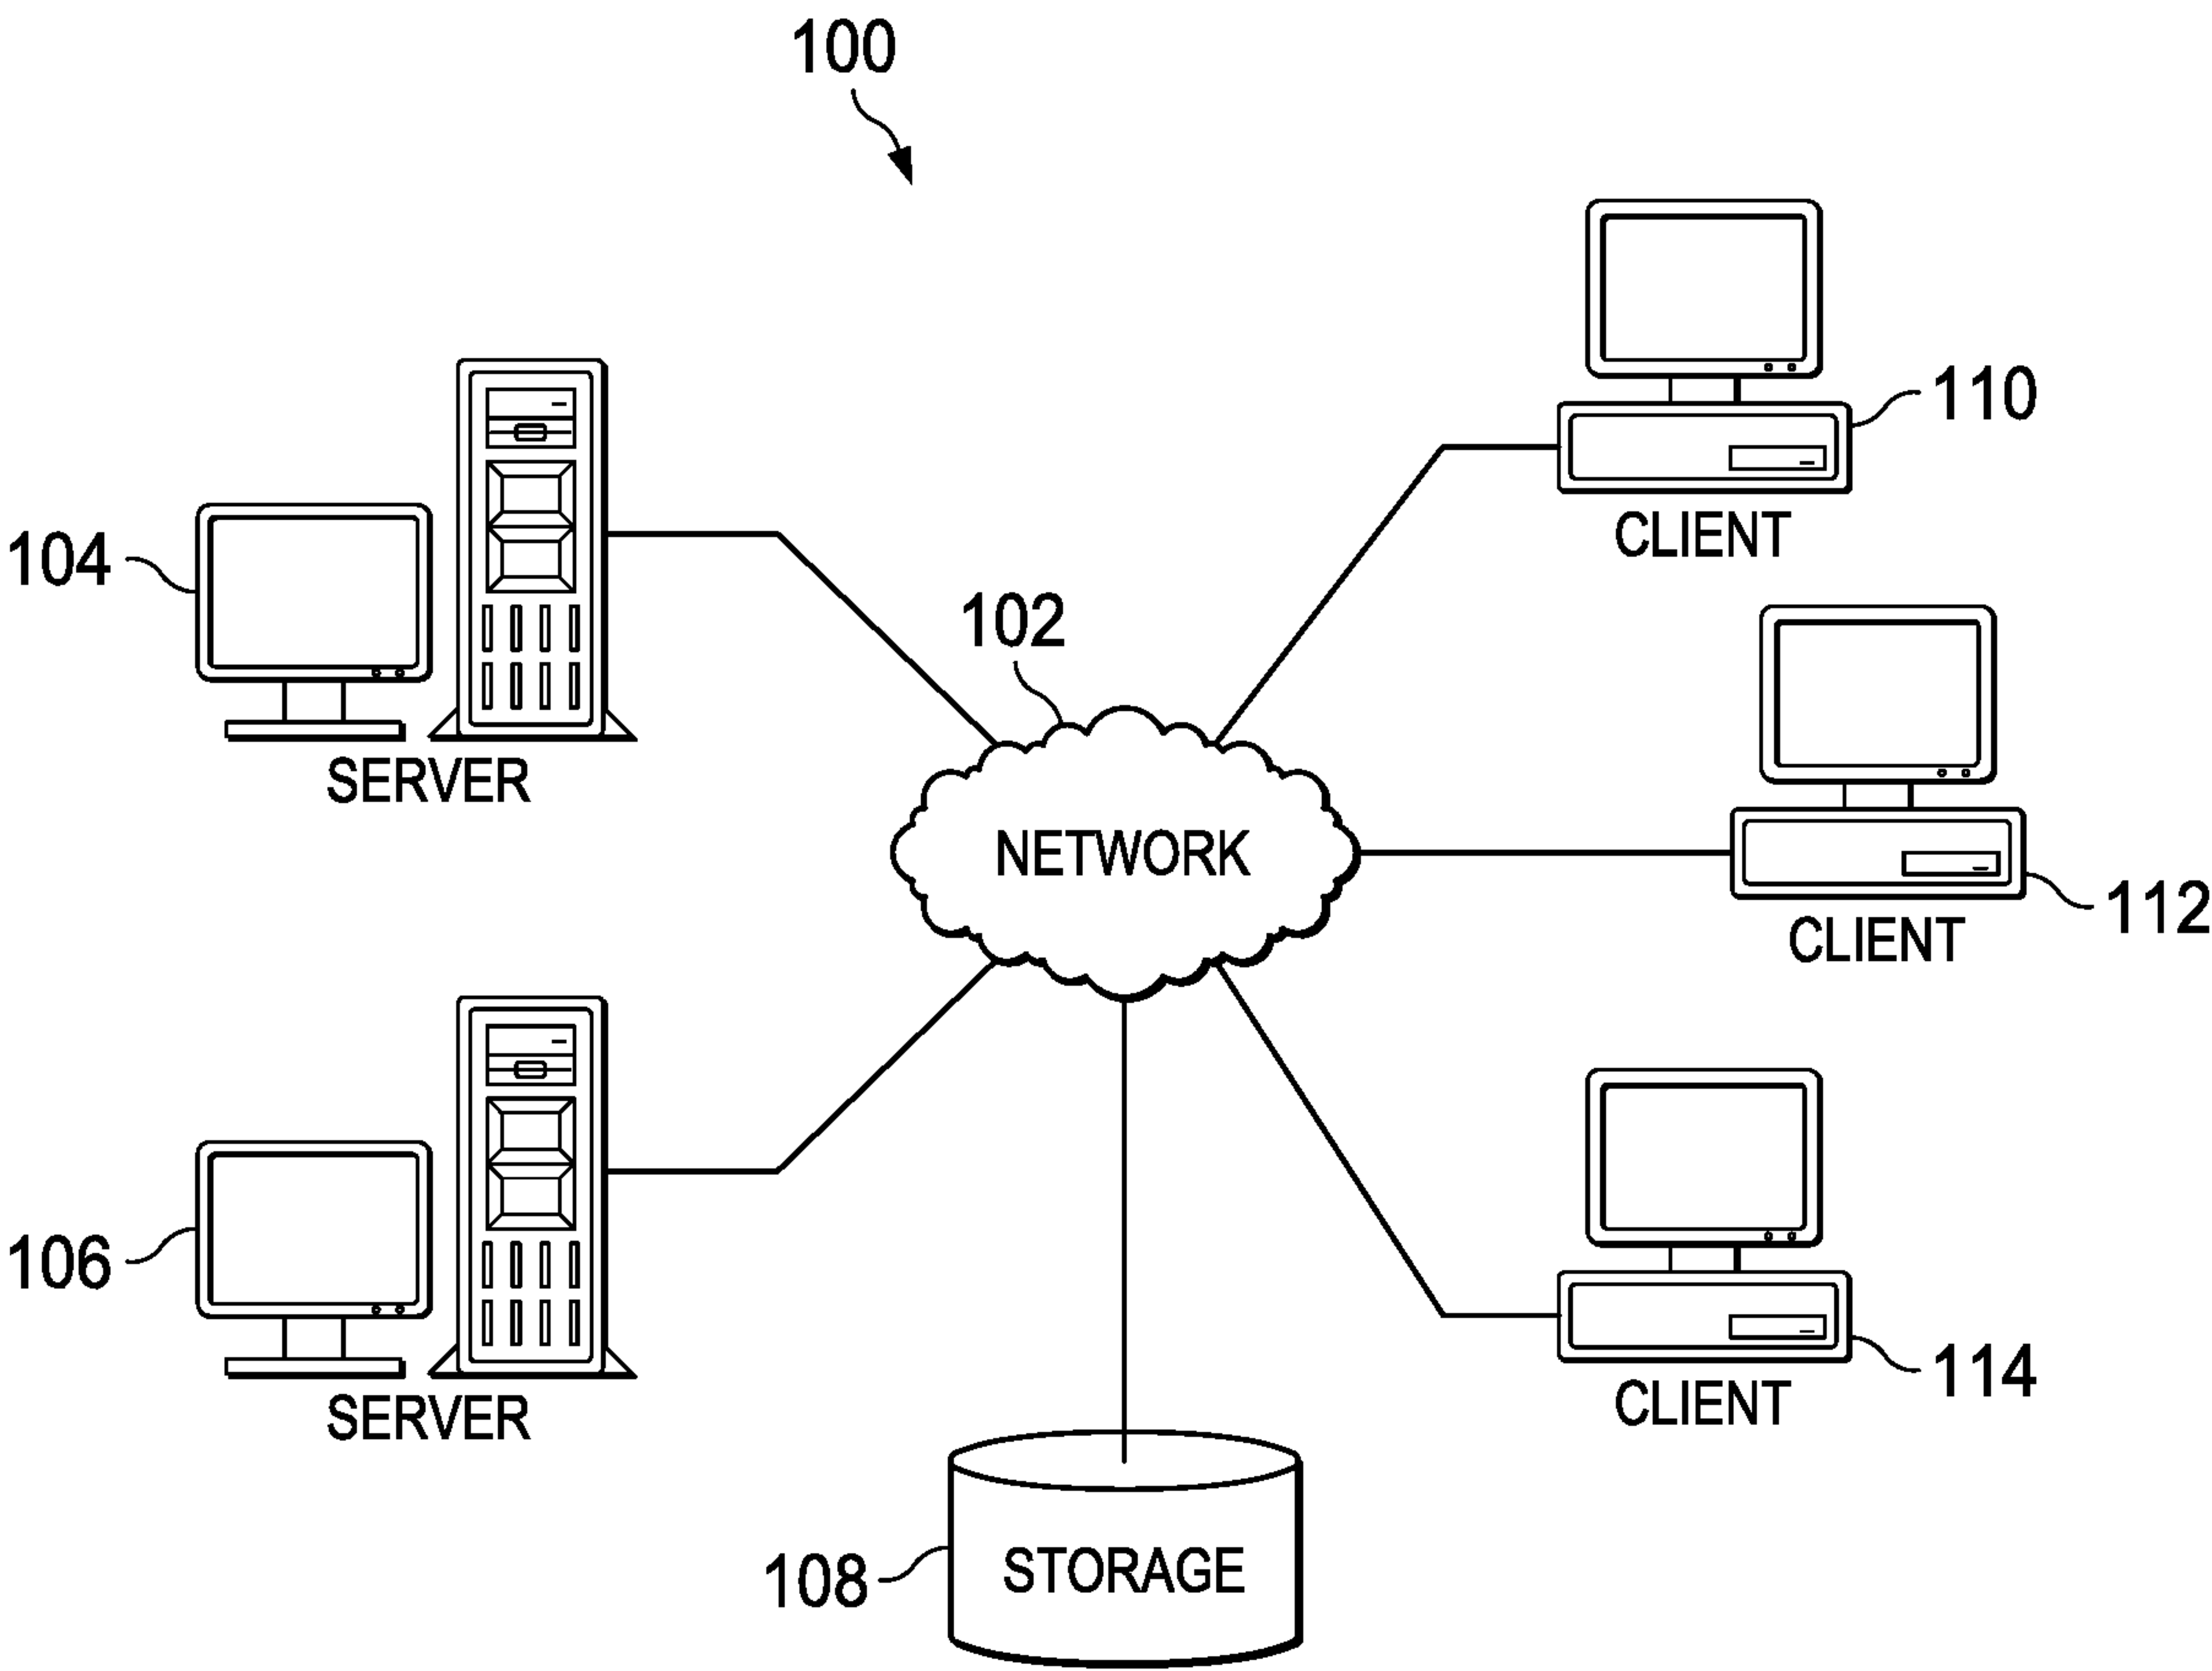 100
110
CLIENT
104
SERVER
102
NETWORK
112
CLIENT
106
SERVER
114
CLIENT
108
STORAGE